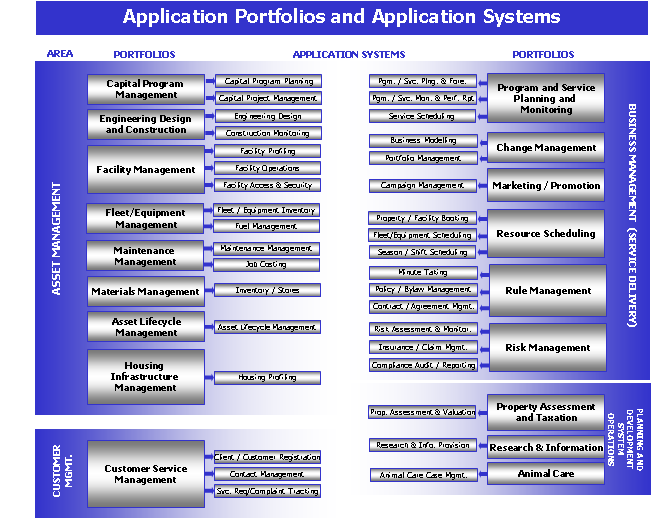 Application Portfolios and Application Systems
AREA
PORTFOLIOS
APPLICATION SYSTEMS
PORTFOLIOS
ASSET MANAGEMENT
Capital Program
Management
Capital Program Planning
Capital Project Management
Engineering Design
and Construction
Engineering Design
Construction Monitoring
Facility Management
Facility Profiling
Facility Operations
Facility Access & Security
Fleet/Equipment
Management
Fleet / Equipment Inventory
Fuel Management
Maintenance
Management
Maintenance Management
Job Costing
Materials Management
Inventory / Stores
Asset Lifecycle
Management
Asset Lifecycle Management
Housing
Infrastructure
Management
Housing Profiling
CUSTOMER
MGMT.
Customer Service
Management
Client / Customer Registration
Contact Management
Svc. Req/Complaint Tracking
Pgm. / Svc. Plng. & Fore.
Pgm. / Svc. Mon. & Perf. Rpt.
Service Scheduling
Program and Service
Planning and
Monitoring
Business Modelling
Portfolio Management
Change Management
Campaign Management
Marketing / Promotion
Property / Facility Booking
Fleet/Equipment Scheduling
Season / Shift Scheduling
Resource Scheduling
Minute Taking
Policy / Bylaw Management
Contract / Agreement Mgmt.
Rule Management
Risk Assessment & Monitor.
Insurance / Claim Mgmt.
Compliance Audit / Reporting
Risk Management
BUSINESS MANAGEMENT (SERVICE DELIVERY)
Prop. Assessment & Valuation
Property Assessment
and Taxation
Research & Info. Provision
Research & Information
Animal Care Case Mgmt.
Animal Care
PLANNING AND
DEVELOPMENT
SYSTEM
OPERATIONS